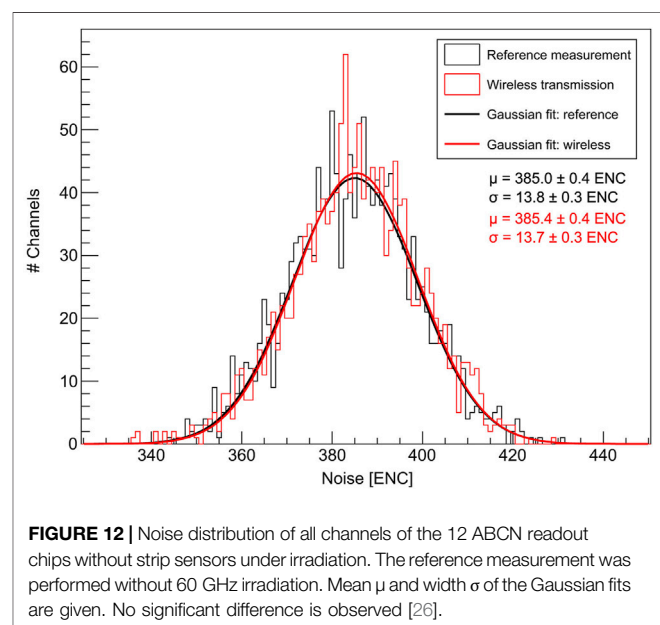 60
50
40
30
20
10
0
# Channels
340
360
380
400
420
440
Noise [ENC]
Reference measurement
Wireless transmission
Gaussian fit: reference
Gaussian fit: wireless
μ = 385.0 ± 0.4 ENC
σ = 13.8 ± 0.3 ENC
μ = 385.4 ± 0.4 ENC
σ = 13.7 ± 0.3 ENC
FIGURE 12 | Noise distribution of all channels of the 12 ABCN readout
chips without strip sensors under irradiation. The reference measurement was
performed without 60 GHz irradiation. Mean μ and width σ of the Gaussian fits
are given. No significant difference is observed [26].